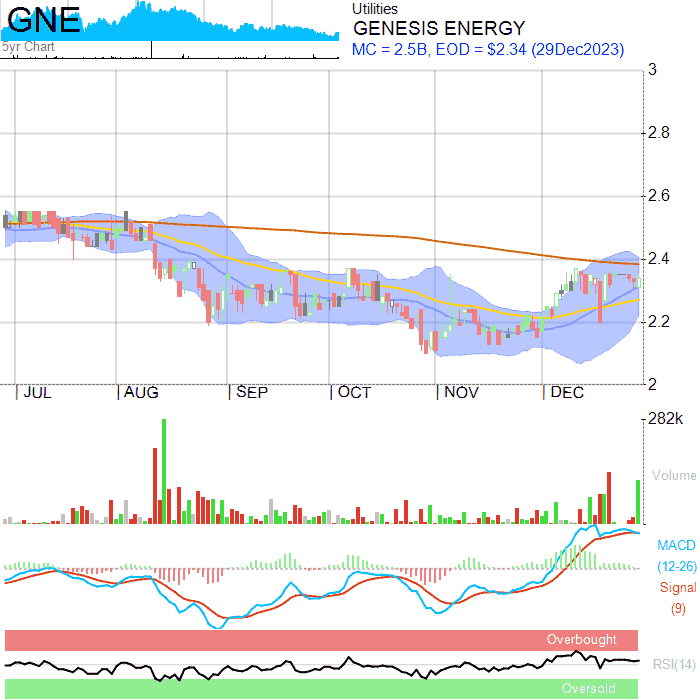 GNE
5yr Chart
Utilities
GENESIS ENERGY
MC = 2.5B, EOD = $2.34 (29Dec2023)
3
2.8
2.6
2.4
2.2
2
JUL
AUG
SEP
OCT
NOV
DEC
282k
Volume
MACD
(12-26)
Signal
(9)
Overbought
RSI(14)
Oversold